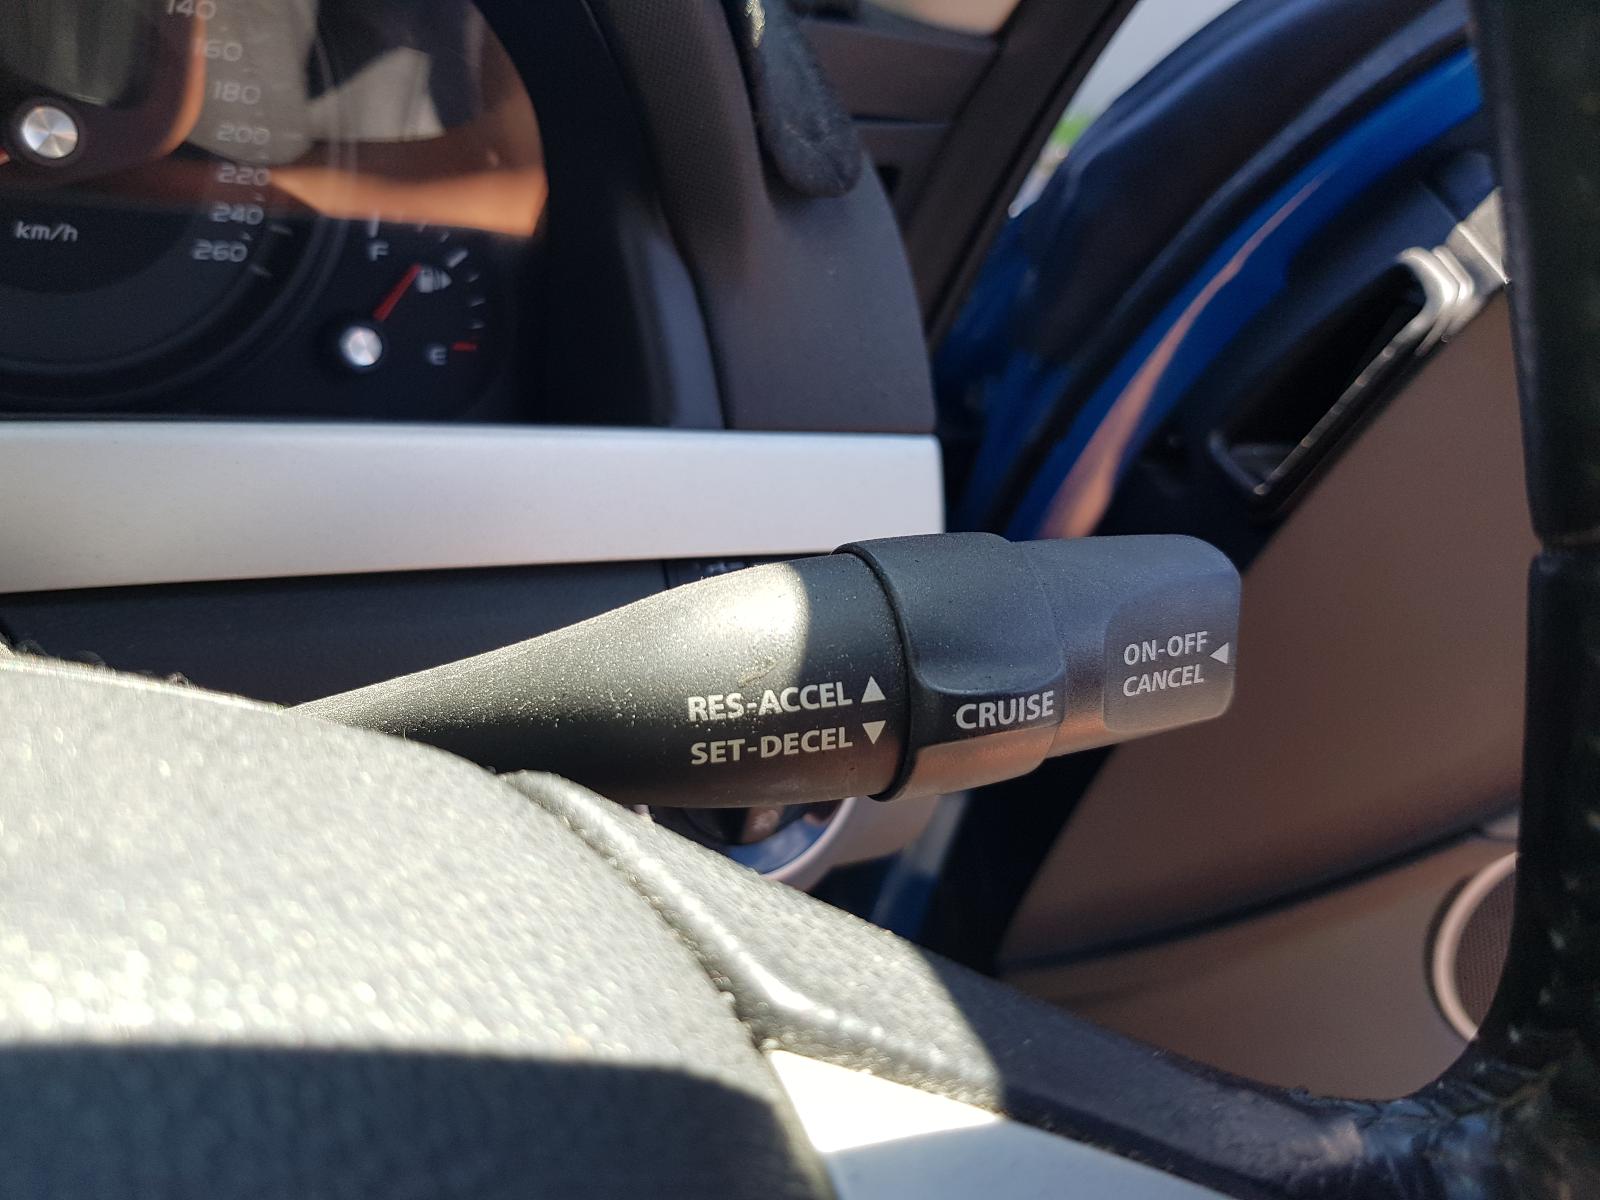 140
160
180
200
220
240
260
km/h
F
E
RES-ACCEL ▲
SET-DECEL ▼
CRUISE
ON-OFF ◀
CANCEL